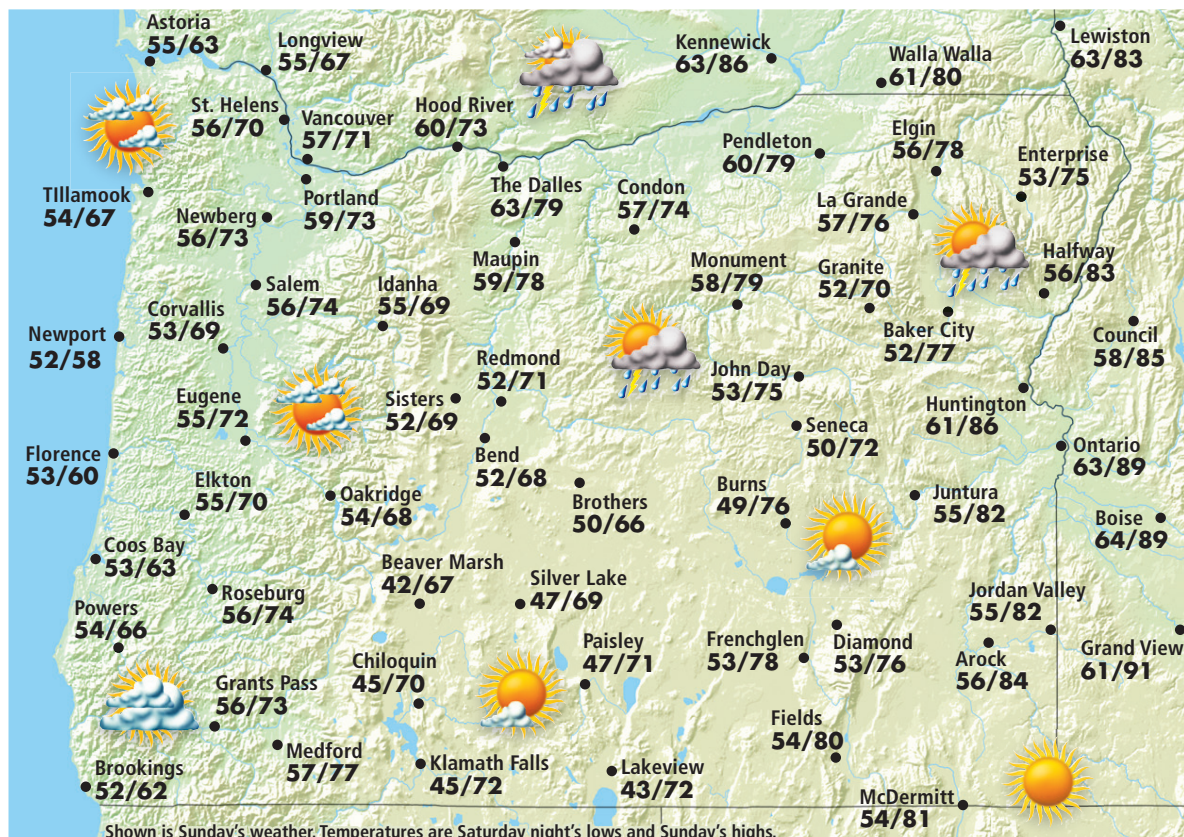 Astoria
55/63
Longview
55/67
Kennewick
63/86
Walla Walla
61/80
Lewiston
63/83
St. Helens
56/70
Vancouver
57/71
Hood River
60/73
Pendleton
60/79
Elgin
56/78
Enterprise
53/75
TIllamook
54/67
Newberg
56/73
Portland
59/73
The Dalles
63/79
Condon
57/74
La Grande
57/76
Maupin
59/78
Monument
58/79
Granite
52/70
Halfway
56/83
Salem
56/74
Idanha
55/69
Corvallis
53/69
Newport
52/58
Baker City
52/77
Council
58/85
Redmond
52/71
John Day
53/75
Eugene
55/72
Sisters
52/69
Huntington
61/86
Seneca
50/72
Ontario
63/89
Florence
53/60
Bend
52/68
Elkton
55/70
Oakridge
54/68
Brothers
50/66
Burns
49/76
Juntura
55/82
Boise
64/89
Coos Bay
53/63
Beaver Marsh
42/67
Silver Lake
47/69
Roseburg
56/74
Jordan Valley
55/82
Powers
54/66
Paisley
47/71
Frenchglen
53/78
Diamond
53/76
Arock
56/84
Grand View
61/91
Chiloquin
45/70
Grants Pass
56/73
Fields
54/80
Medford
57/77
Klamath Falls
45/72
Lakeview
43/72
Brookings
52/62
McDermitt
54/81
Shown is Sunday's weather. Temperatures are Saturday night's lows and Sunday's highs.